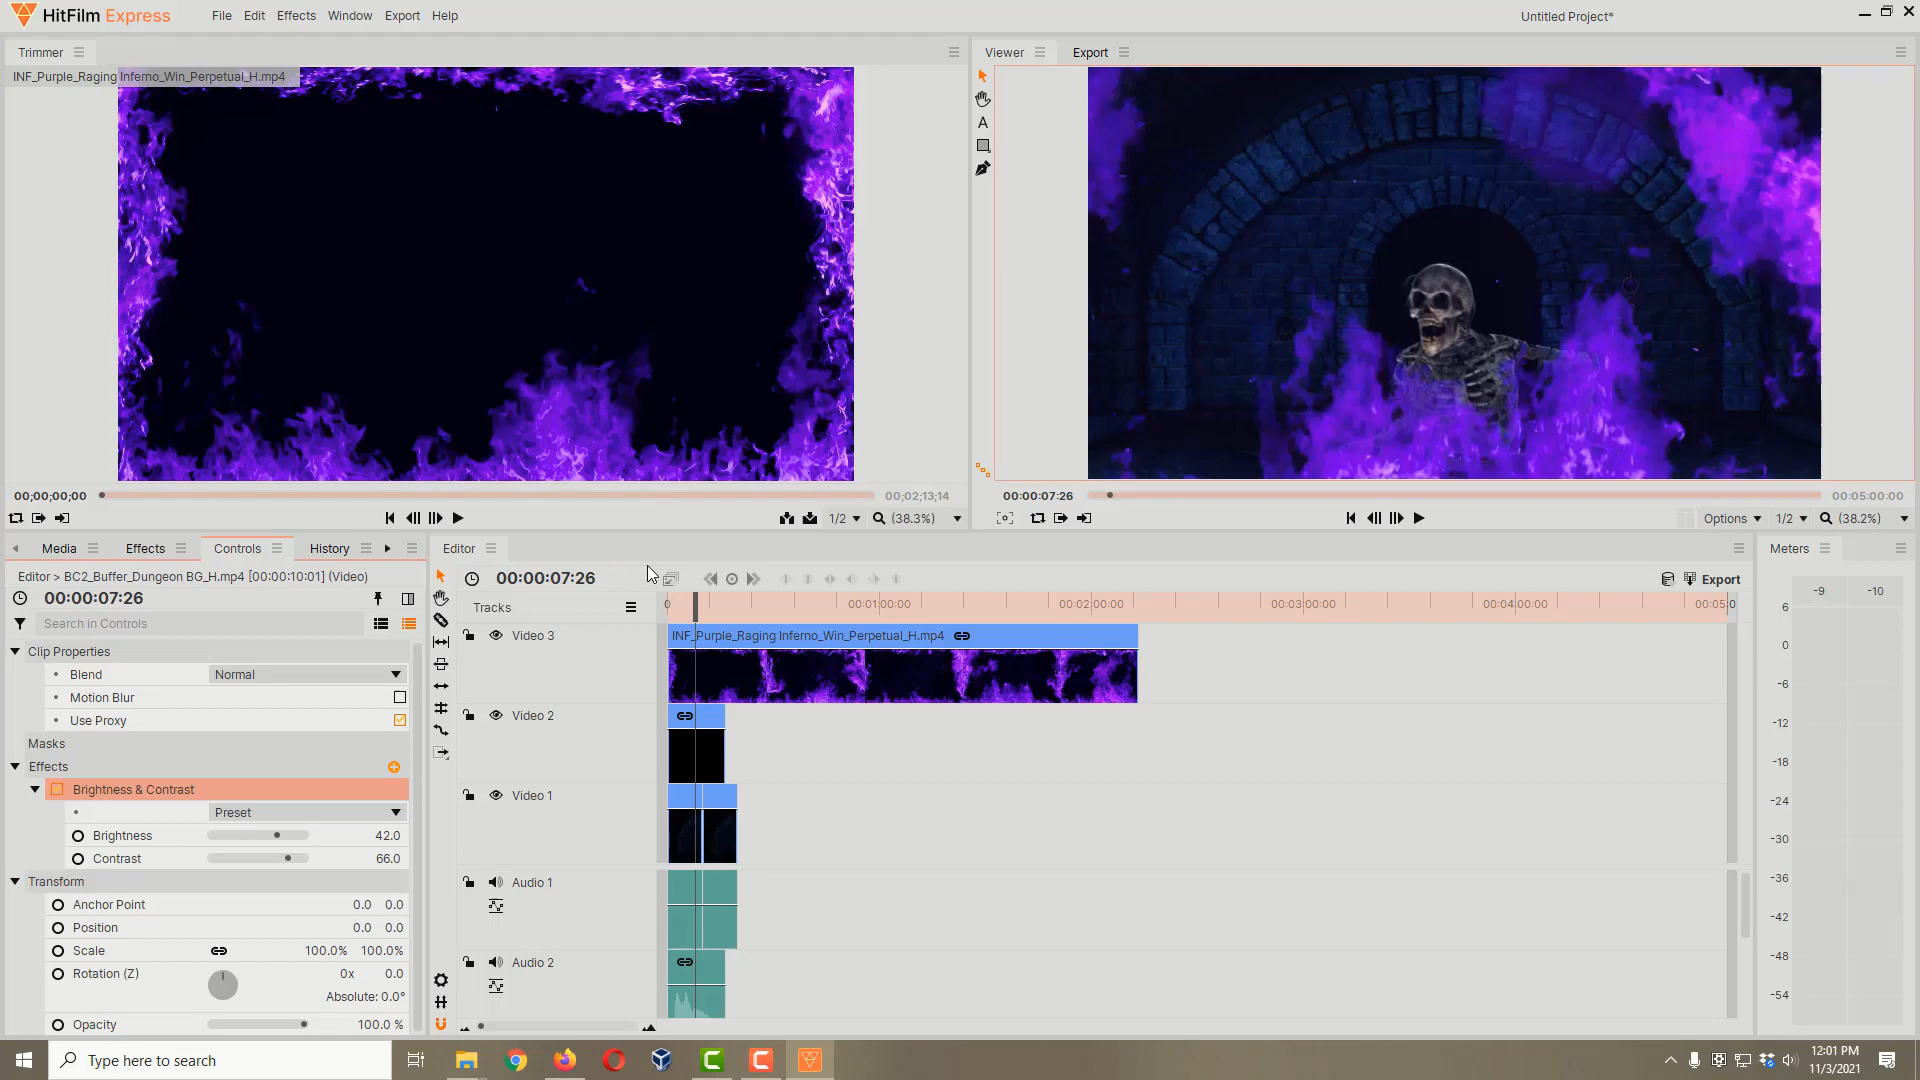 HitFilm Express
File Edit Effects Window Export Help
Untitled Project*
Trimmer
Viewer
Export
INF_Purple_Raging Inferno_Win_Perpetual_H.mp4
A
00;00;00;00
00;02;13;14
00:00:07:26
00:05:00:00
1/2
(38.3%)
Options
1/2
(38.2%)
Media
Effects
Controls
History
Editor
Meters
Editor > BC2_Buffer_Dungeon BG_H.mp4 [00:00:10:01] (Video)
00:00:07:26
00:00:07:26
Export
-9 -10
Search in Controls
Tracks
0
00:01:00:00
00:02:00:00
00:03:00:00
00:04:00:00
00:05:0
Clip Properties
Blend
Normal
Motion Blur
Use Proxy
Masks
Effects
Brightness & Contrast
Preset
Brightness
42.0
Contrast
66.0
Transform
Anchor Point
0.0 0.0
Position
0.0 0.0
Scale
100.0% 100.0%
Rotation (Z)
0x 0.0
Absolute: 0.0°
Opacity
100.0 %
Video 3
INF_Purple_Raging Inferno_Win_Perpetual_H.mp4
Video 2
Video 1
Audio 1
Audio 2
6
0
-6
-12
-18
-24
-30
-36
-42
-48
-54
Type here to search
12:01 PM
11/3/2021